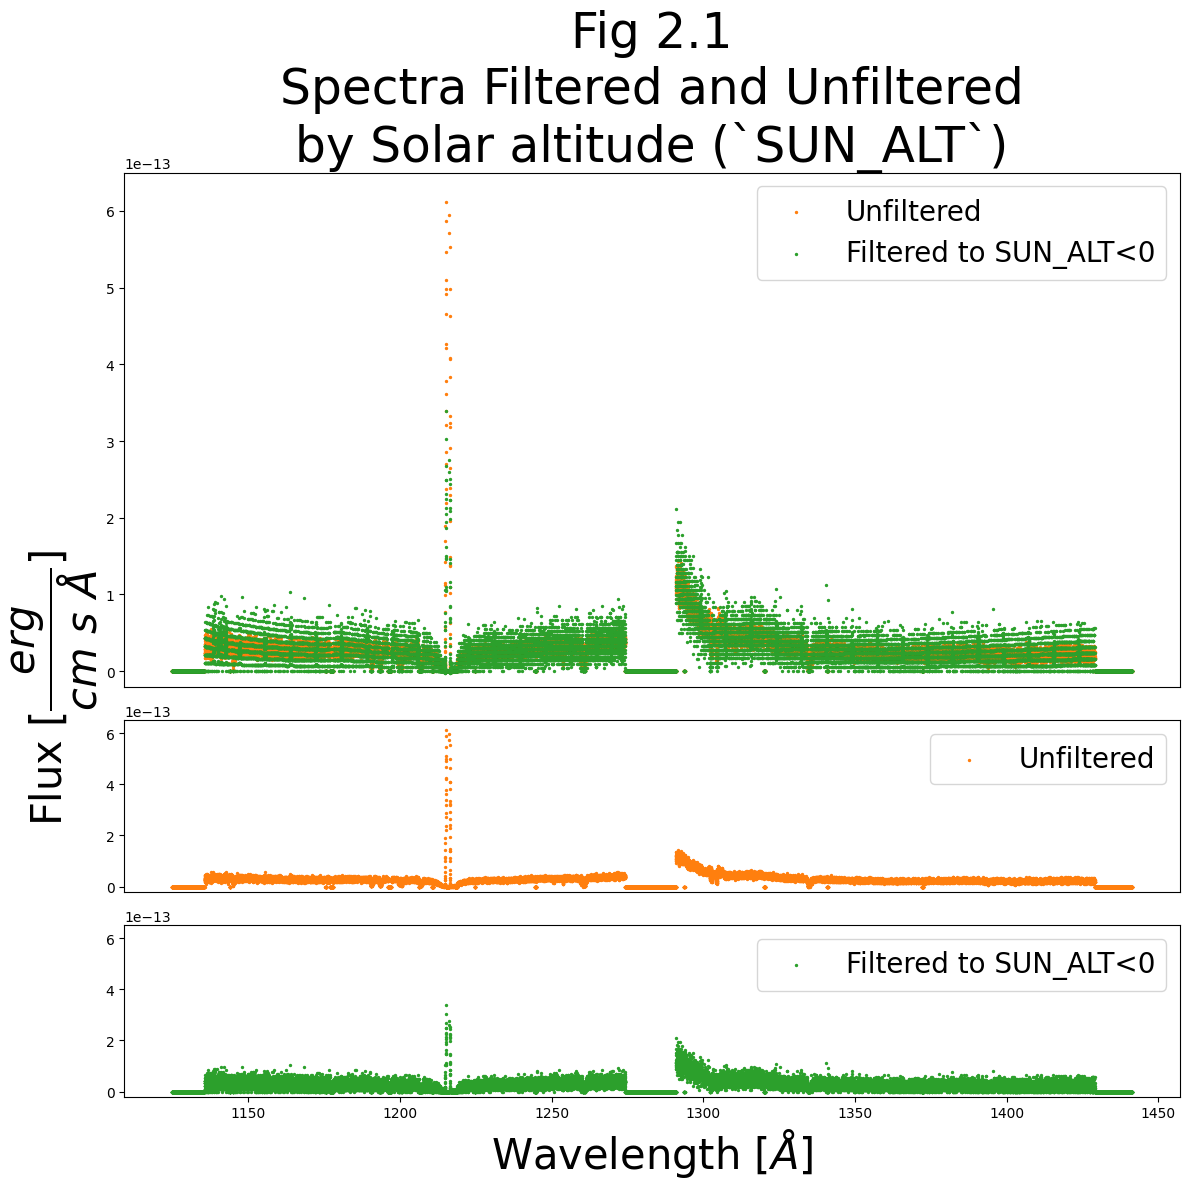 Fig 2.1
Spectra Filtered and Unfiltered
by Solar altitude (`SUN_ALT`)
1e−13
6
5
4
3
2
1
0
Unfiltered
Filtered to SUN_ALT<0
Flux [erg / cm s Å]
1e−13
6
4
2
0
Unfiltered
1e−13
6
4
2
0
Filtered to SUN_ALT<0
1150 1200 1250 1300 1350 1400 1450
Wavelength [Å]